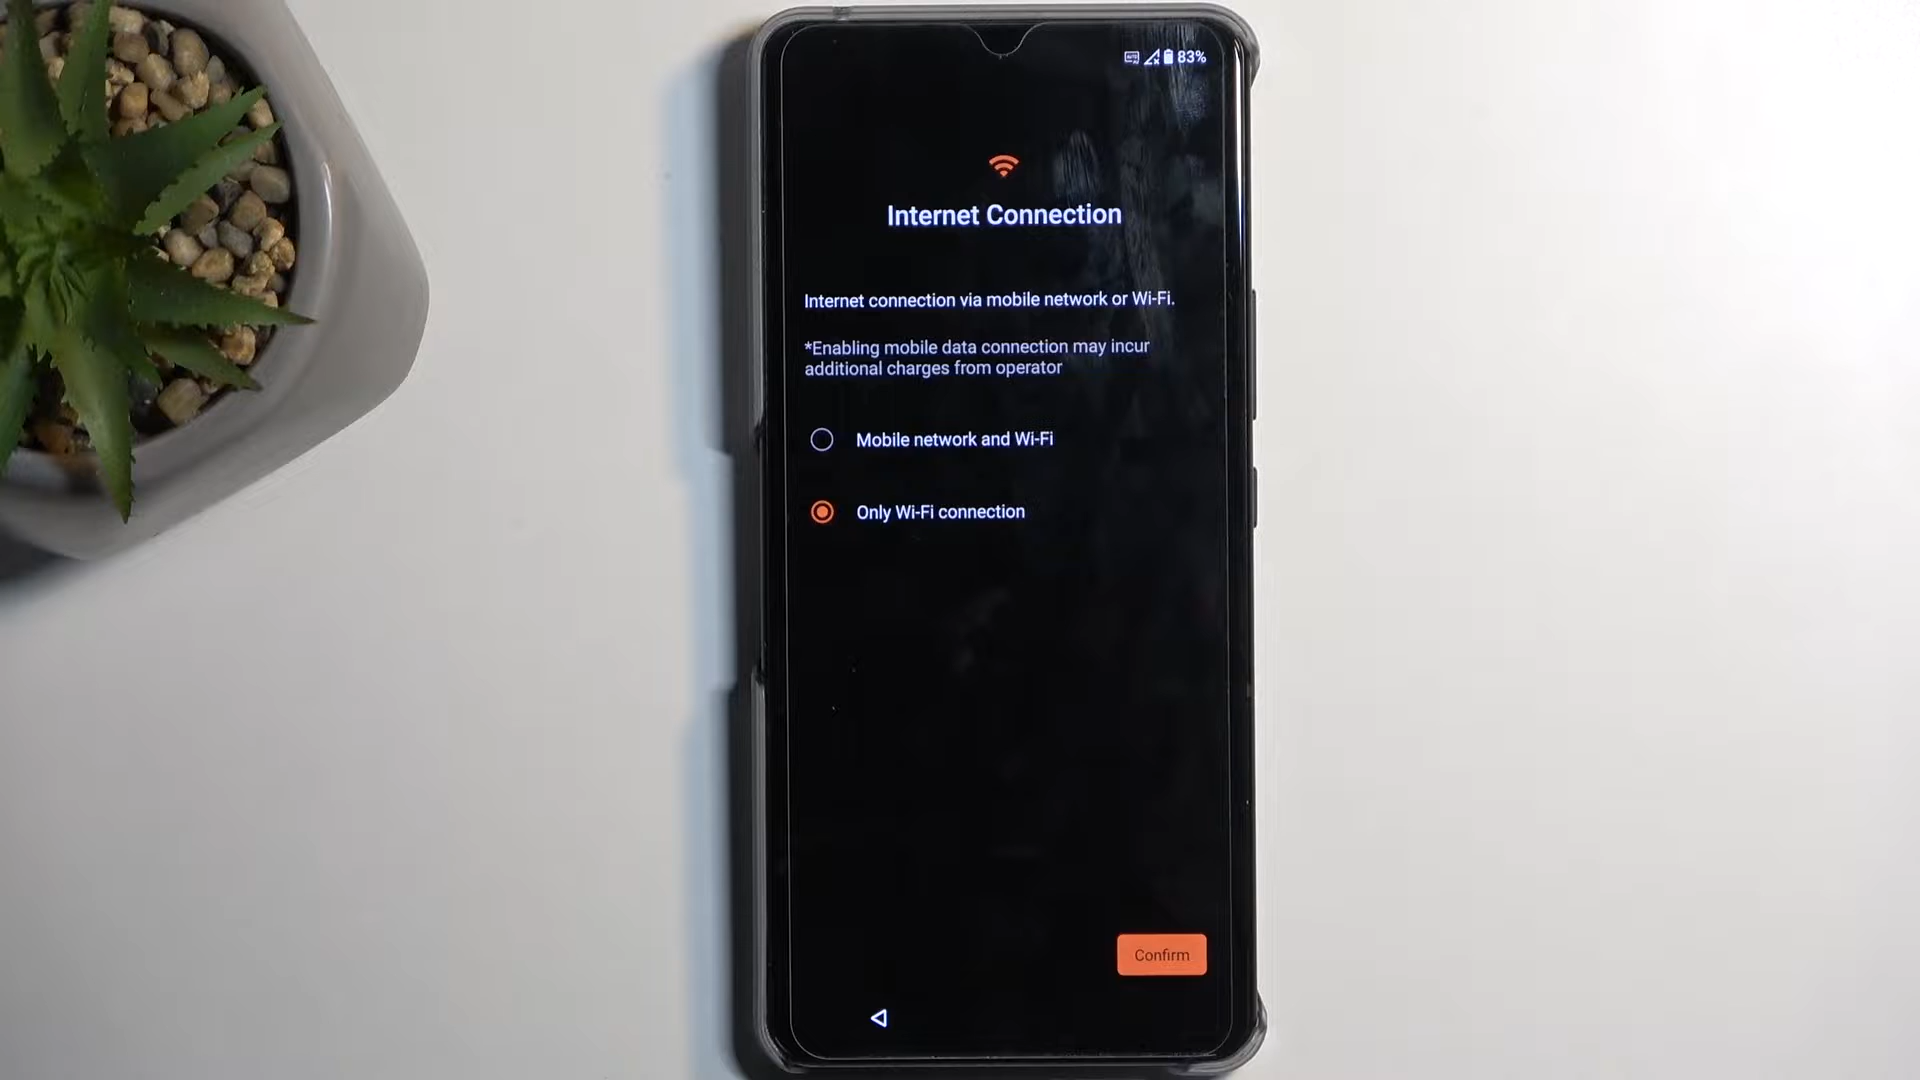 83%
Internet Connection
Internet connection via mobile network or Wi-Fi.
*Enabling mobile data connection may incur
additional charges from operator
Mobile network and Wi-Fi
Only Wi-Fi connection
Confirm